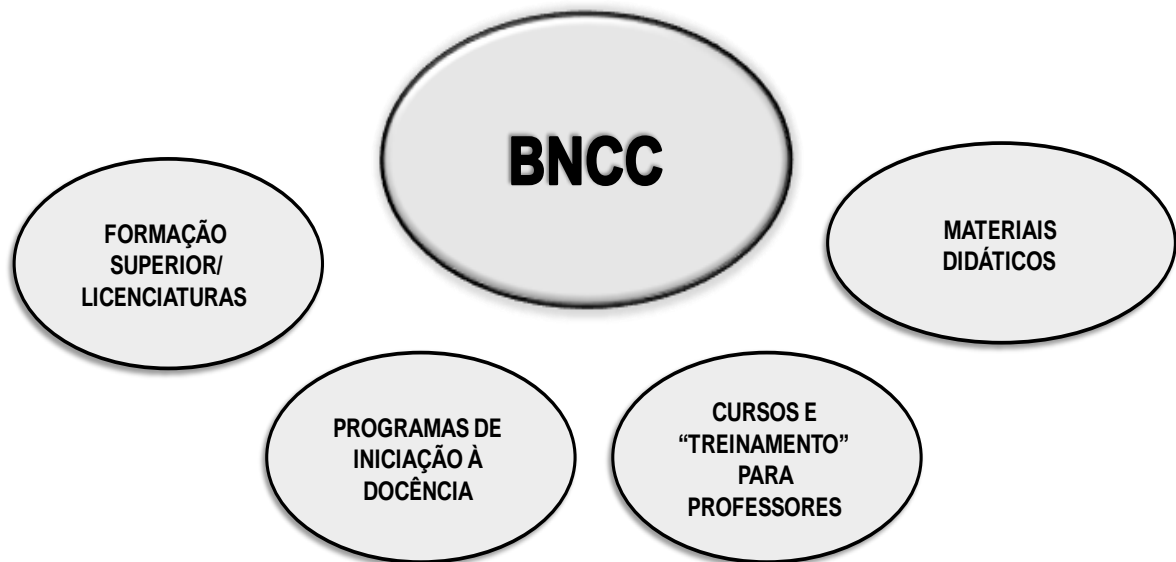 BNCC
FORMAÇÃO
SUPERIOR/
LICENCIATURAS
MATERIAIS
DIDÁTICOS
PROGRAMAS DE
INICIAÇÃO À
DOCÊNCIA
CURSOS E
“TREINAMENTO”
PARA
PROFESSORES